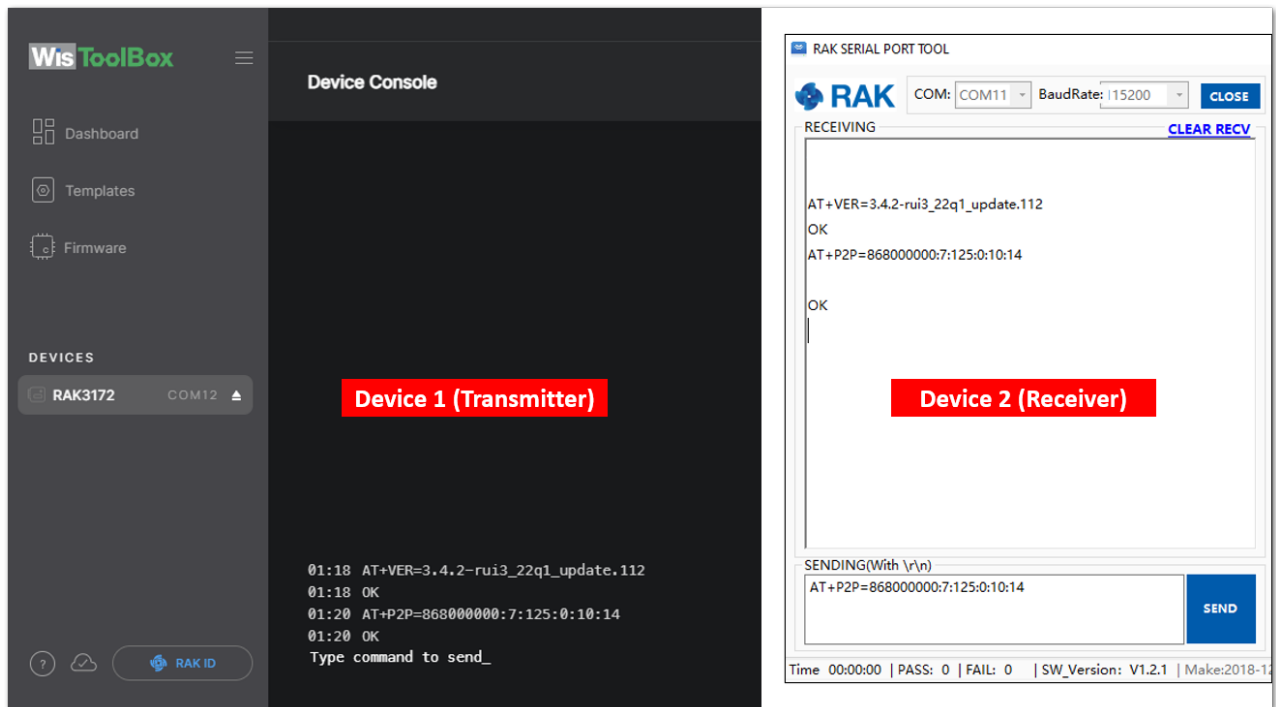 WisToolBox
Dashboard
Templates
Firmware
DEVICES
RAK3172 COM12
?
RAK ID
Device Console
Device 1 (Transmitter)
01:18 AT+VER=3.4.2-rui3_22q1_update.112
01:18 OK
01:20 AT+P2P=868000000:7:125:0:10:14
01:20 OK
Type command to send_
RAK SERIAL PORT TOOL
RAK COM: COM11 BaudRate: 115200 CLOSE
RECEIVING CLEAR RECV
AT+VER=3.4.2-rui3_22q1_update.112
OK
AT+P2P=868000000:7:125:0:10:14
OK
Device 2 (Receiver)
SENDING(With \r\n)
AT+P2P=868000000:7:125:0:10:14
SEND
Time 00:00:00 | PASS: 0 | FAIL: 0 | SW_Version: V1.2.1 | Make:2018-12